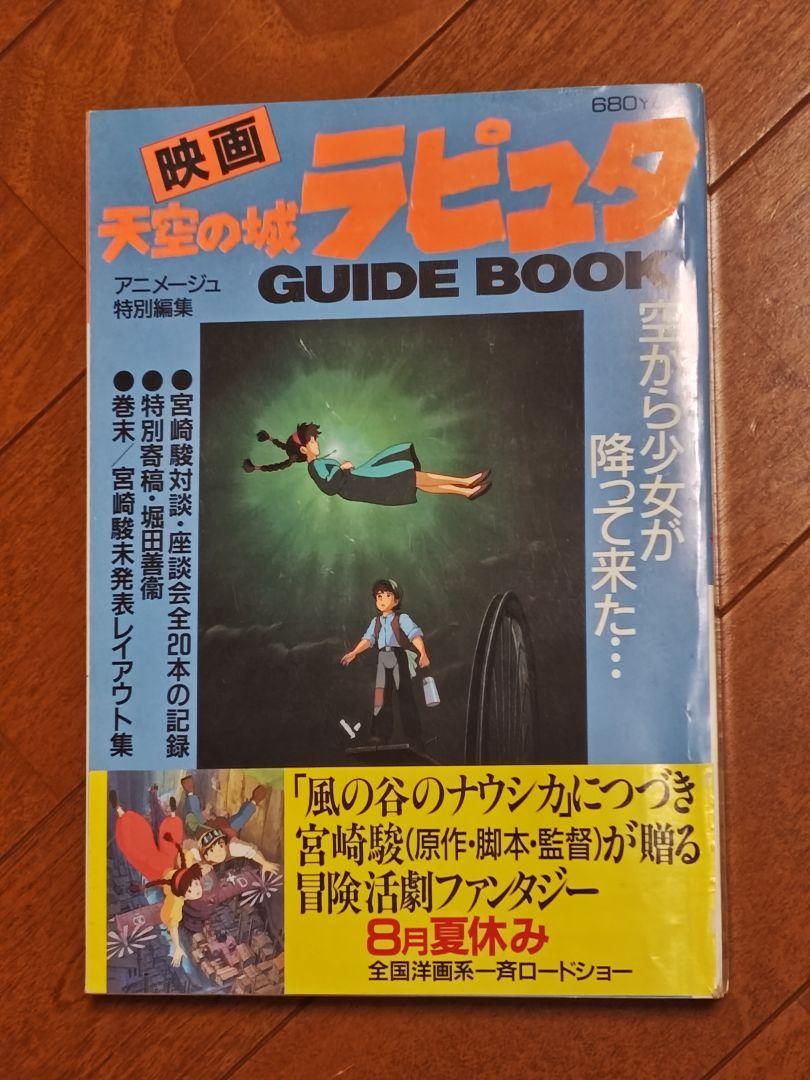 680
映画
天空の城ラピュタ
GUIDE BOOK
アニメージュ
特別編集
空から少女が
降って来た…
●宮崎駿対談・座談会全20本の記録
●特別寄稿・堀田善衞
●巻末/宮崎駿未発表レイアウト集
「風の谷のナウシカ」につづき
宮崎駿(原作・脚本・監督)が贈る
冒険活劇ファンタジー
8月夏休み
全国洋画系一斉ロードショー